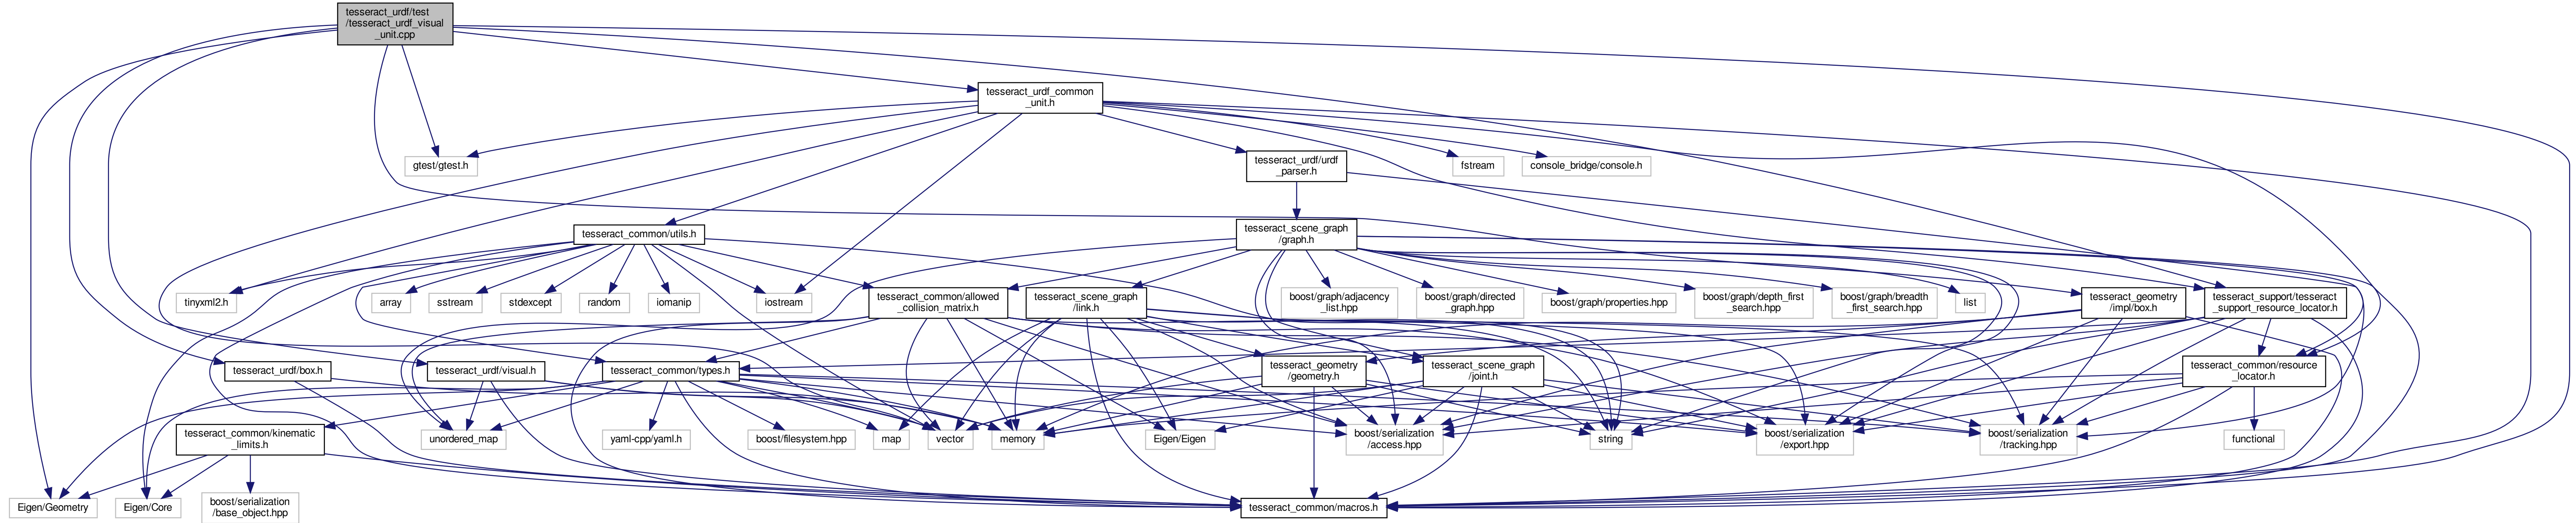 tesseract_urdf/test
/tesseract_urdf_visual
_unit.cpp
tesseract_urdf_common
_unit.h
gtest/gtest.h
tesseract_urdf/urdf
_parser.h
fstream
console_bridge/console.h
tesseract_common/utils.h
tesseract_scene_graph
/graph.h
tinyxml2.h
array
sstream
stdexcept
random
iomanip
iostream
tesseract_common/allowed
_collision_matrix.h
tesseract_scene_graph
/link.h
boost/graph/adjacency
_list.hpp
boost/graph/directed
_graph.hpp
boost/graph/properties.hpp
boost/graph/depth_first
_search.hpp
boost/graph/breadth
_first_search.hpp
list
tesseract_geometry
/impl/box.h
tesseract_support/tesseract
_support_resource_locator.h
tesseract_urdf/box.h
tesseract_urdf/visual.h
tesseract_common/types.h
tesseract_geometry
/geometry.h
tesseract_scene_graph
/joint.h
tesseract_common/resource
_locator.h
tesseract_common/kinematic
_limits.h
unordered_map
yaml-cpp/yaml.h
boost/filesystem.hpp
map
vector
memory
Eigen/Eigen
boost/serialization
/access.hpp
string
boost/serialization
/export.hpp
boost/serialization
/tracking.hpp
functional
Eigen/Geometry
Eigen/Core
boost/serialization
/base_object.hpp
tesseract_common/macros.h